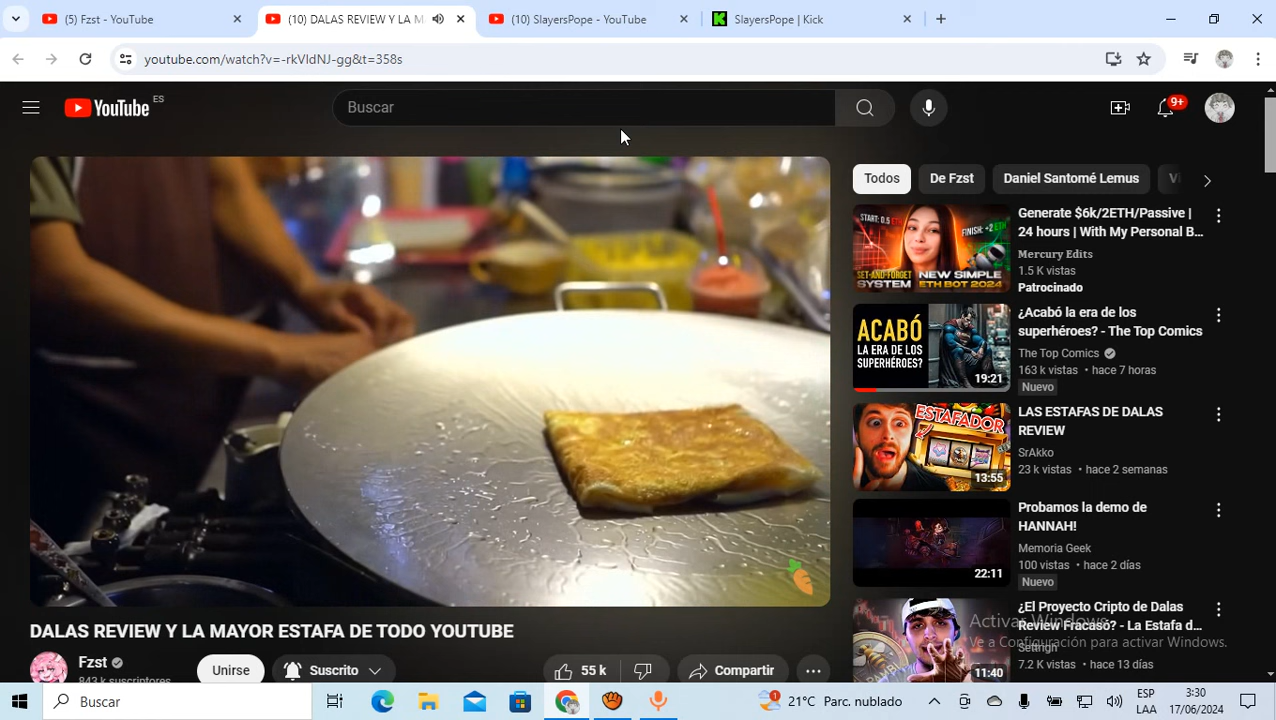 (5) Fzst - YouTube
(10) DALAS REVIEW Y LA M
(10) SlayersPope - YouTube
SlayersPope | Kick
youtube.com/watch?v=-rkVIdNJ-gg&t=358s
YouTube ES
Buscar
9+
Todos
De Fzst
Daniel Santomé Lemus
START: 0.5
FINISH: +2 ETH
SET-AND-FORGET SYSTEM
NEW SIMPLE ETH BOT 2024
Generate $6k/2ETH/Passive |
24 hours | With My Personal B...
Mercury Edits
1.5 K vistas
Patrocinado
ACABÓ
LA ERA DE LOS
SUPERHÉROES?
19:21
¿Acabó la era de los
superhéroes? - The Top Comics
The Top Comics
163 k vistas • hace 7 horas
Nuevo
ESTAFADOR
13:55
LAS ESTAFAS DE DALAS
REVIEW
SrAkko
23 k vistas • hace 2 semanas
22:11
Probamos la demo de
HANNAH!
Memoria Geek
100 vistas • hace 2 días
Nuevo
11:40
¿El Proyecto Cripto de Dalas
Review Fracasó? - La Estafa d...
Settingh
7.2 K vistas • hace 13 días
Activar Windows
Ve a Configuración para activar Windows.
DALAS REVIEW Y LA MAYOR ESTAFA DE TODO YOUTUBE
Fzst
843 k suscriptores
Unirse
Suscrito
55 k
Compartir
Buscar
1
21°C Parc. nublado
ESP
LAA
3:30
17/06/2024